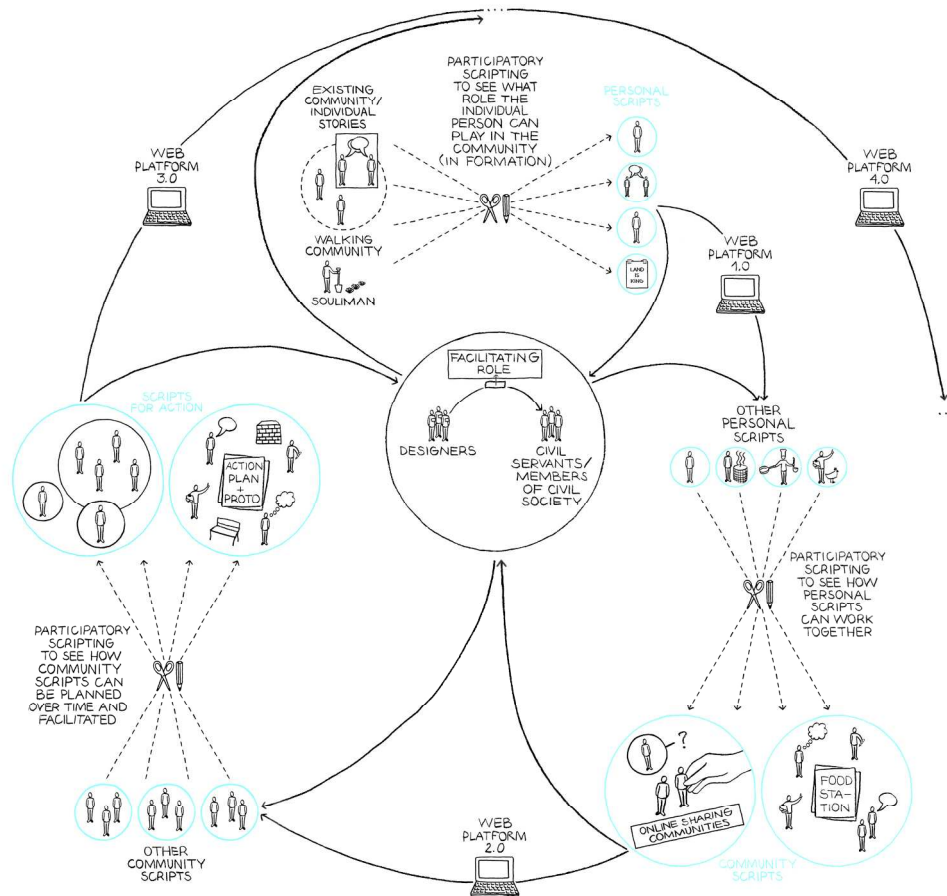 ...
PARTICIPATORY
SCRIPTING
TO SEE WHAT
ROLE THE
INDIVIDUAL
PERSON CAN
PLAY IN THE
COMMUNITY
(IN FORMATION)
EXISTING
COMMUNITY/
INDIVIDUAL
STORIES
PERSONAL
SCRIPTS
WEB
PLATFORM
3.0
WEB
PLATFORM
4.0
WALKING
COMMUNITY
SOULIMAN
LAND
IS
KING
WEB
PLATFORM
1.0
FACILITATING
ROLE
DESIGNERS
CIVIL
SERVANTS/
MEMBERS
OF CIVIL
SOCIETY
SCRIPTS
FOR ACTION
ACTION
PLAN
+
PROTO
...
OTHER
PERSONAL
SCRIPTS
PARTICIPATORY
SCRIPTING
TO SEE HOW
PERSONAL
SCRIPTS
CAN WORK
TOGETHER
PARTICIPATORY
SCRIPTING
TO SEE HOW
COMMUNITY
SCRIPTS CAN
BE PLANNED
OVER TIME AND
FACILITATED
?
ONLINE SHARING
COMMUNITIES
FOOD
STA-
TION
COMMUNITY
SCRIPTS
WEB
PLATFORM
2.0
OTHER
COMMUNITY
SCRIPTS